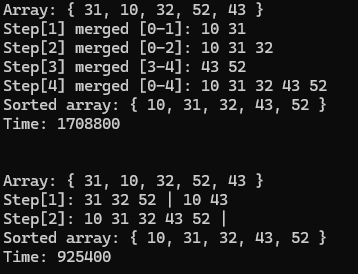 Array: { 31, 10, 32, 52, 43 }
Step[1] merged [0-1]: 10 31
Step[2] merged [0-2]: 10 31 32
Step[3] merged [3-4]: 43 52
Step[4] merged [0-4]: 10 31 32 43 52
Sorted array: { 10, 31, 32, 43, 52 }
Time: 1708800
Array: { 31, 10, 32, 52, 43 }
Step[1]: 31 32 52 | 10 43
Step[2]: 10 31 32 43 52 |
Sorted array: { 10, 31, 32, 43, 52 }
Time: 925400